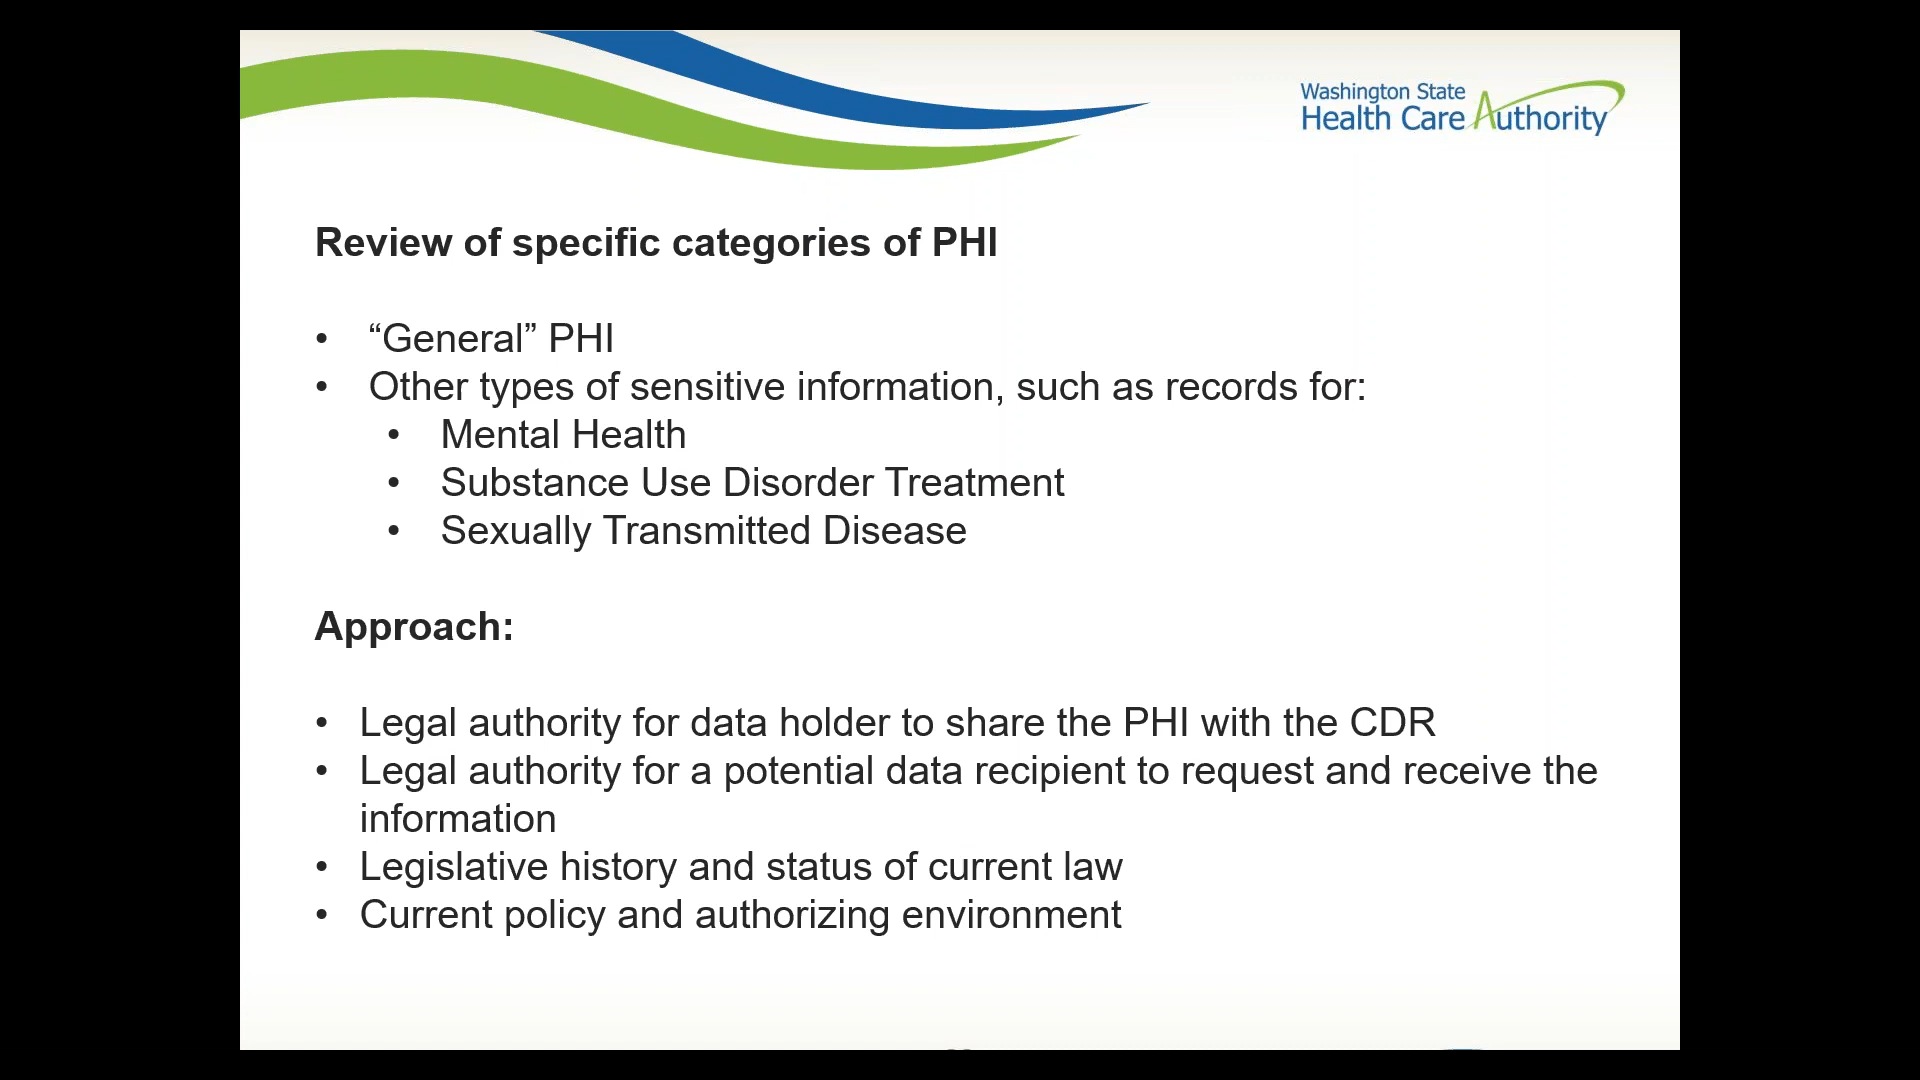 Washington State
Health Care Authority
Review of specific categories of PHI
• “General” PHI
• Other types of sensitive information, such as records for:
• Mental Health
• Substance Use Disorder Treatment
• Sexually Transmitted Disease
Approach:
• Legal authority for data holder to share the PHI with the CDR
• Legal authority for a potential data recipient to request and receive the
information
• Legislative history and status of current law
• Current policy and authorizing environment